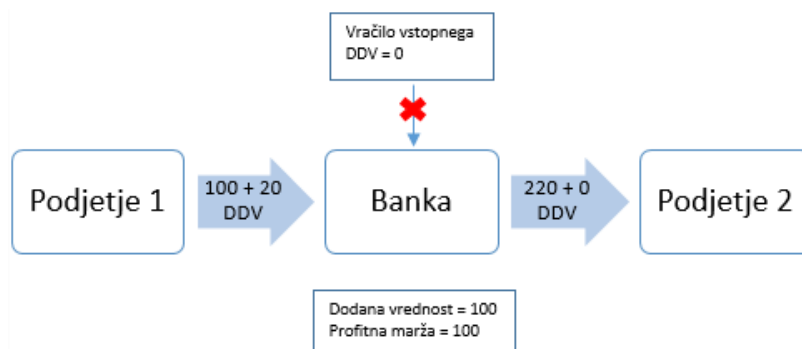 Vračilo vstopnega
DDV = 0
Podjetje 1
100 + 20
DDV
Banka
220 + 0
DDV
Podjetje 2
Dodana vrednost = 100
Profitna marža = 100